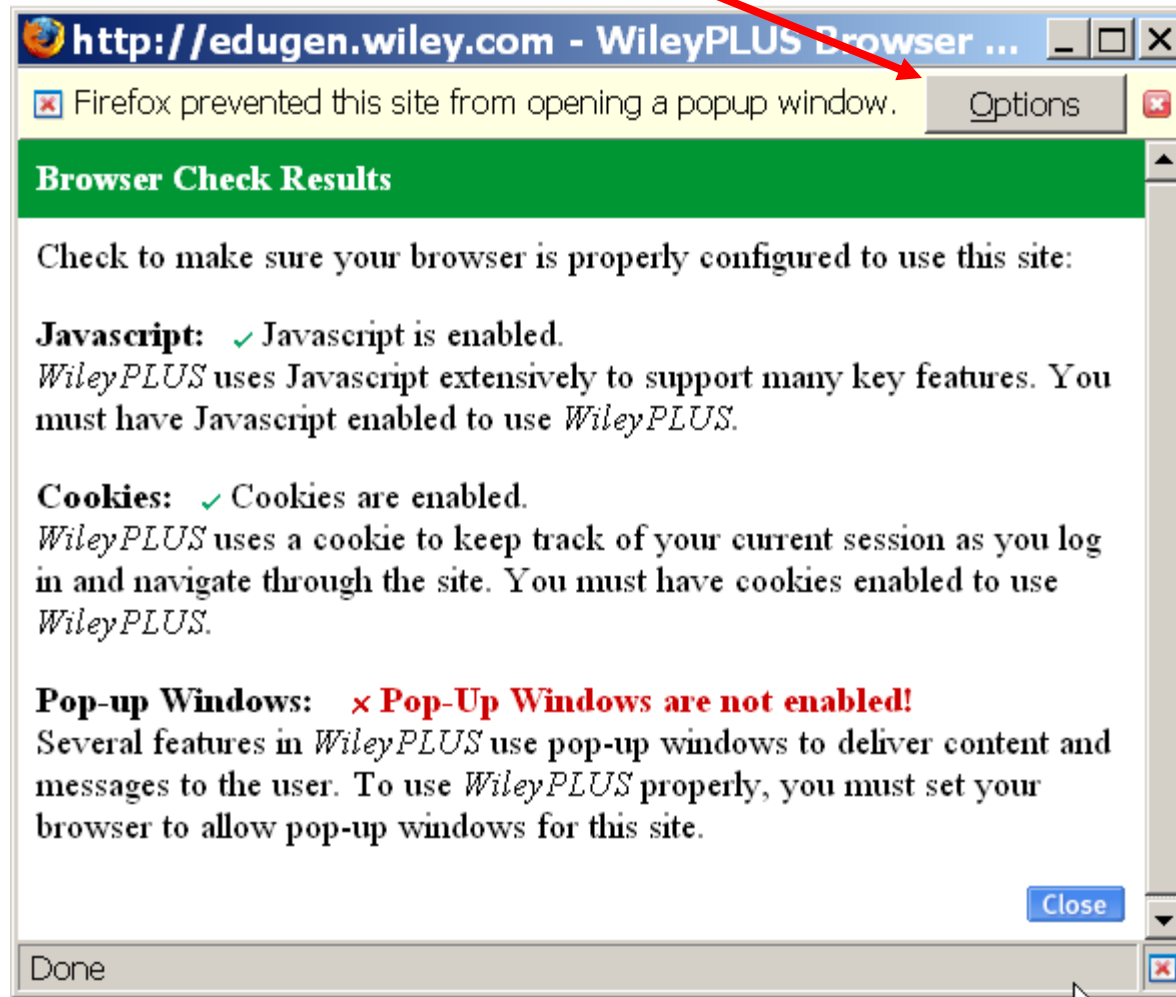 http://edugen.wiley.com - WileyPLUS Browser ...
Firefox prevented this site from opening a popup window. Options
Browser Check Results
Check to make sure your browser is properly configured to use this site:
Javascript: ✓ Javascript is enabled.
WileyPLUS uses Javascript extensively to support many key features. You
must have Javascript enabled to use WileyPLUS.
Cookies: ✓ Cookies are enabled.
WileyPLUS uses a cookie to keep track of your current session as you log
in and navigate through the site. You must have cookies enabled to use
WileyPLUS.
Pop-up Windows: × Pop-Up Windows are not enabled!
Several features in WileyPLUS use pop-up windows to deliver content and
messages to the user. To use WileyPLUS properly, you must set your
browser to allow pop-up windows for this site.
Close
Done